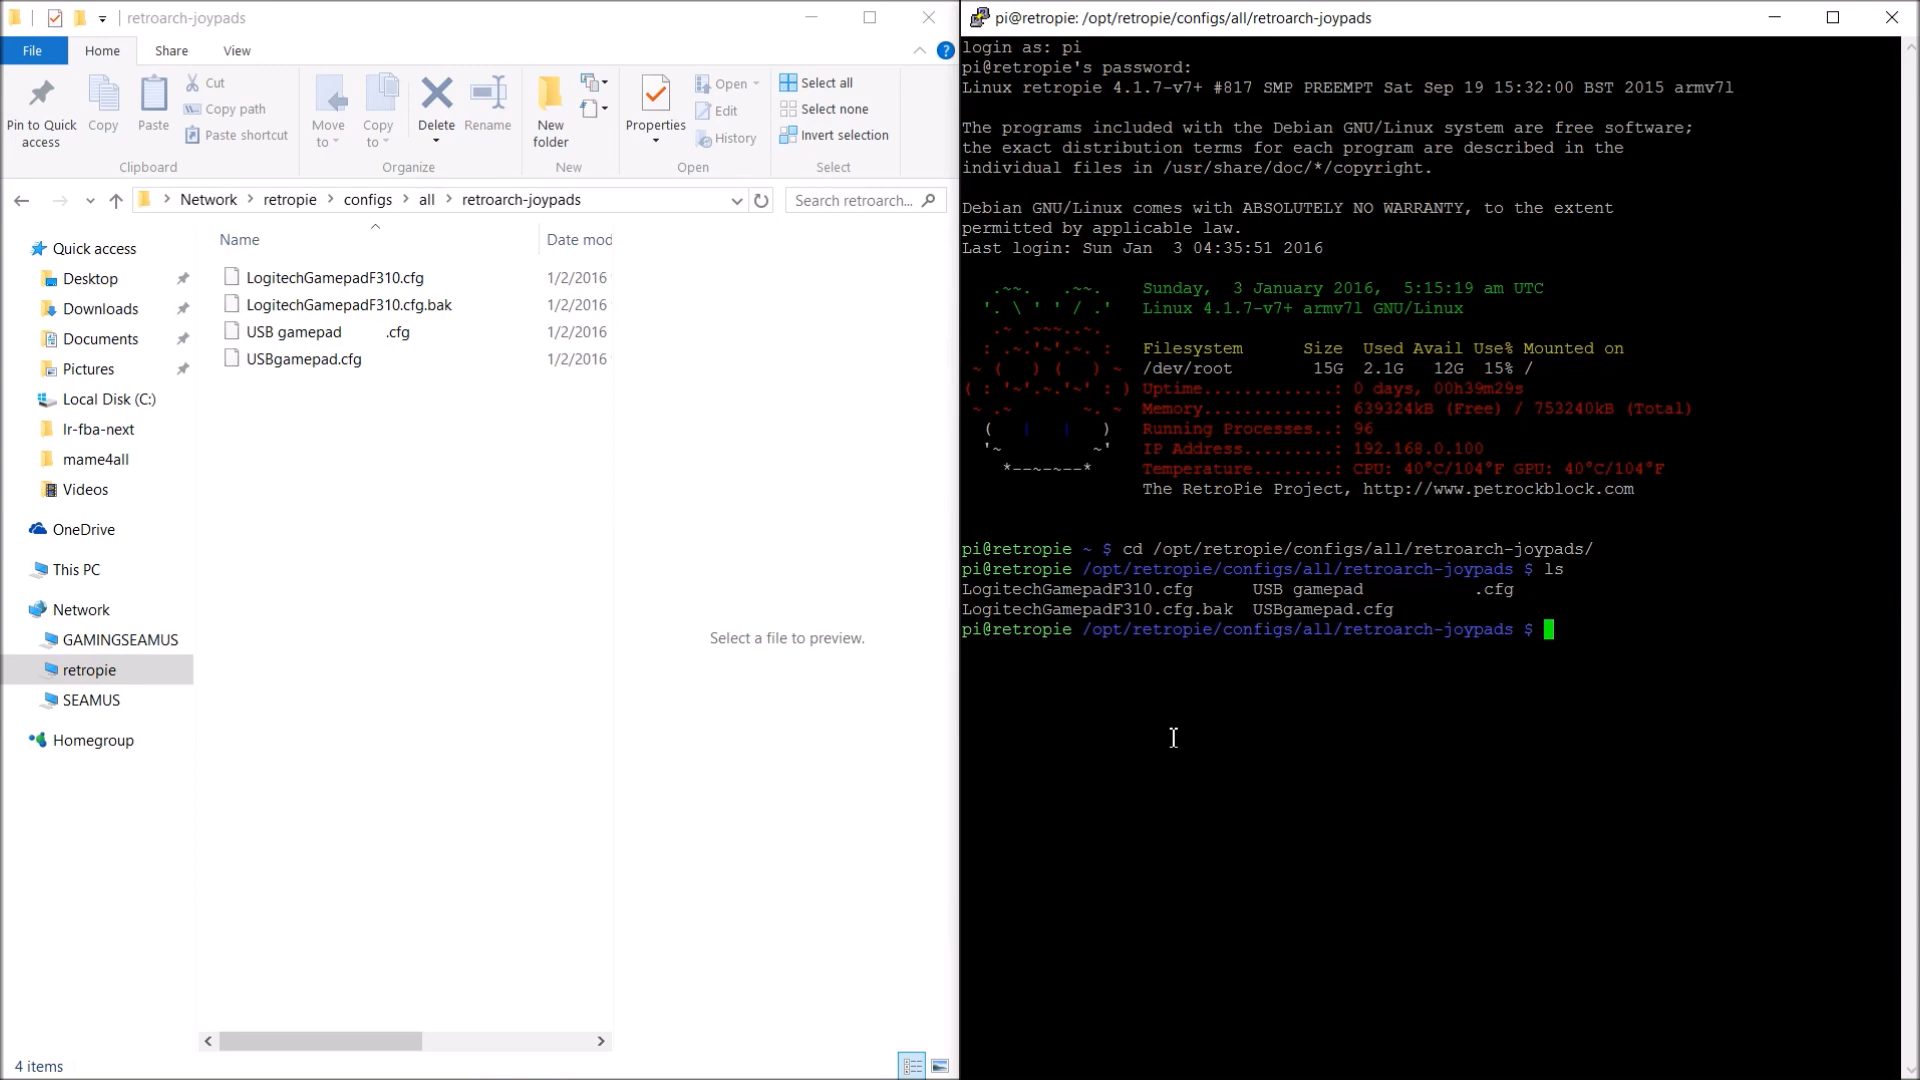 retroarch-joypads
File
Home
Share
View
Pin to Quick access
Copy
Paste
Cut
Copy path
Paste shortcut
Move to
Copy to
Delete
Rename
New folder
Properties
Open
Edit
History
Select all
Select none
Invert selection
Clipboard
Organize
New
Open
Select
Network
retropie
configs
all
retroarch-joypads
Search retroarch...
Name
Date mod
LogitechGamepadF310.cfg 1/2/2016
LogitechGamepadF310.cfg.bak 1/2/2016
USB gamepad          .cfg 1/2/2016
USBgamepad.cfg 1/2/2016
Quick access
Desktop
Downloads
Documents
Pictures
Local Disk (C:)
lr-fba-next
mame4all
Videos
OneDrive
This PC
Network
GAMINGSEAMUS
retropie
SEAMUS
Homegroup
Select a file to preview.
4 items
pi@retropie: /opt/retropie/configs/all/retroarch-joypads
login as: pi
pi@retropie's password:
Linux retropie 4.1.7-v7+ #817 SMP PREEMPT Sat Sep 19 15:32:00 BST 2015 armv7l
The programs included with the Debian GNU/Linux system are free software;
the exact distribution terms for each program are described in the
individual files in /usr/share/doc/*/copyright.
Debian GNU/Linux comes with ABSOLUTELY NO WARRANTY, to the extent
permitted by applicable law.
Last login: Sun Jan  3 04:35:51 2016
Sunday,  3 January 2016,  5:15:19 am UTC
Linux 4.1.7-v7+ armv7l GNU/Linux
Filesystem      Size  Used Avail Use% Mounted on
/dev/root        15G  2.1G   12G  15% /
Uptime.............: 0 days, 00h39m29s
Memory.............: 639324kB (Free) / 753240kB (Total)
Running Processes..: 96
IP Address.........: 192.168.0.100
Temperature........: CPU: 40°C/104°F GPU: 40°C/104°F
The RetroPie Project, http://www.petrockblock.com
pi@retropie ~ $ cd /opt/retropie/configs/all/retroarch-joypads/
pi@retropie /opt/retropie/configs/all/retroarch-joypads $ ls
LogitechGamepadF310.cfg      USB gamepad           .cfg
LogitechGamepadF310.cfg.bak  USBgamepad.cfg
pi@retropie /opt/retropie/configs/all/retroarch-joypads $